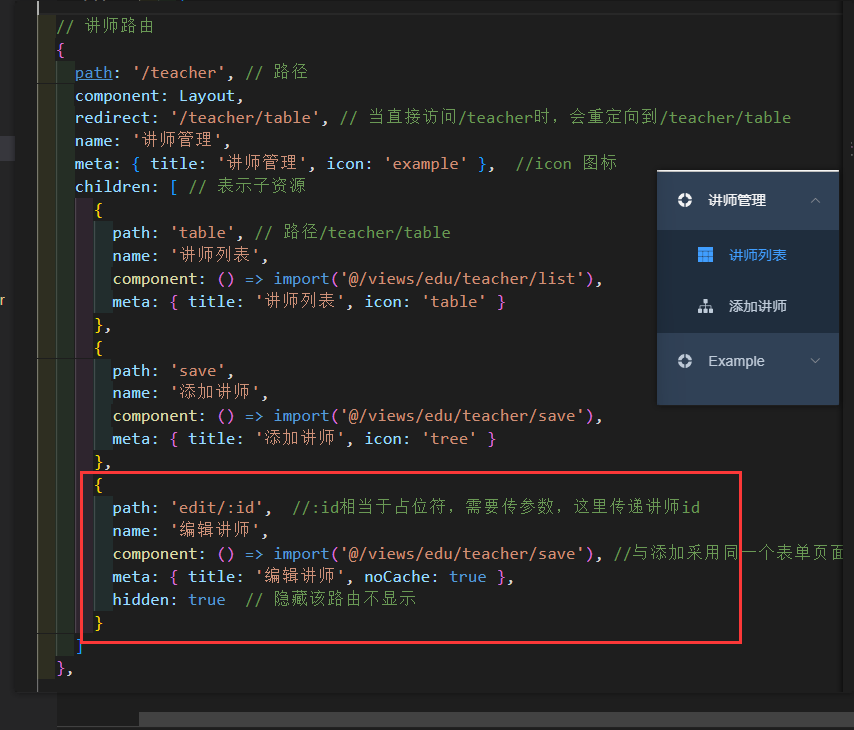 // 讲师路由
{
path: '/teacher', // 路径
component: Layout,
redirect: '/teacher/table', // 当直接访问/teacher时，会重定向到/teacher/table
name: '讲师管理',
meta: { title: '讲师管理', icon: 'example' },  //icon 图标
children: [ // 表示子资源
{
path: 'table', // 路径/teacher/table
name: '讲师列表',
component: () => import('@/views/edu/teacher/list'),
meta: { title: '讲师列表', icon: 'table' }
},
{
path: 'save',
name: '添加讲师',
component: () => import('@/views/edu/teacher/save'),
meta: { title: '添加讲师', icon: 'tree' }
},
{
path: 'edit/:id',  //:id相当于占位符，需要传参数，这里传递讲师id
name: '编辑讲师',
component: () => import('@/views/edu/teacher/save'), //与添加采用同一个表单页面
meta: { title: '编辑讲师', noCache: true },
hidden: true  // 隐藏该路由不显示
}
]
},
讲师管理
讲师列表
添加讲师
Example
r